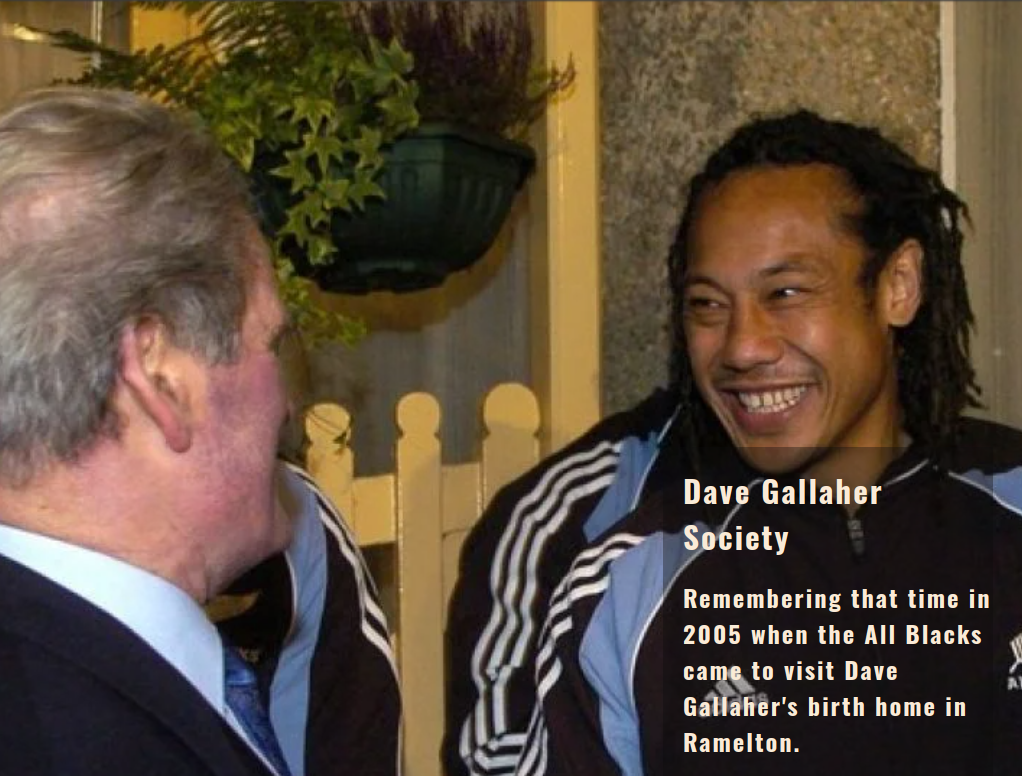 Dave Gallaher
Society
Remembering that time in
2005 when the All Blacks
came to visit Dave
Gallaher's birth home in
Ramelton.
adidas